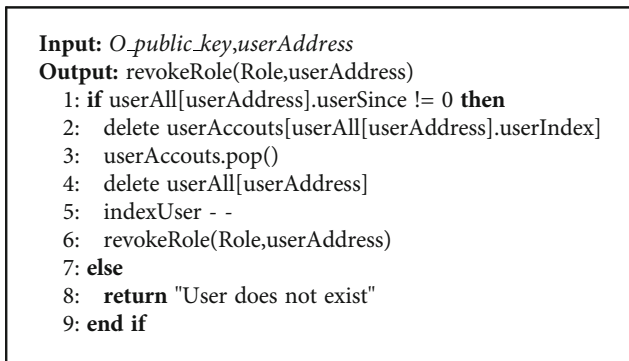 Input: O_public_key,userAddress
Output: revokeRole(Role,userAddress)
1: if userAll[userAddress].userSince != 0 then
2: delete userAccouts[userAll[userAddress].userIndex]
3: userAccouts.pop()
4: delete userAll[userAddress]
5: indexUser - -
6: revokeRole(Role,userAddress)
7: else
8: return "User does not exist"
9: end if